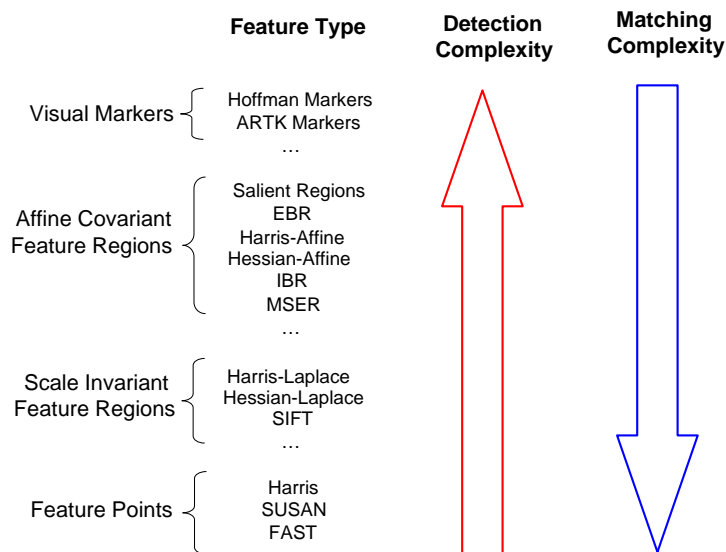 Feature Type
Detection
Complexity
Matching
Complexity
Visual Markers
Hoffman Markers
ARTK Markers
…
Affine Covariant
Feature Regions
Salient Regions
EBR
Harris-Affine
Hessian-Affine
IBR
MSER
…
Scale Invariant
Feature Regions
Harris-Laplace
Hessian-Laplace
SIFT
…
Feature Points
Harris
SUSAN
FAST